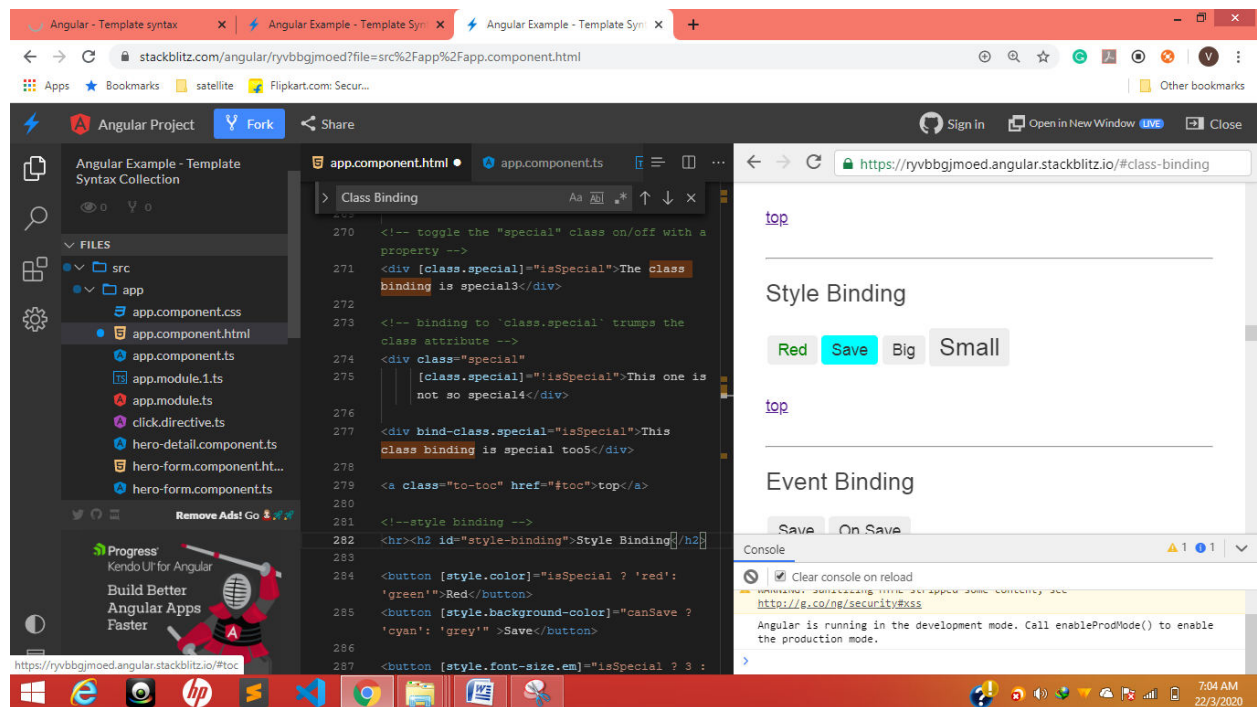 Angular - Template syntax
Angular Example - Template Syn
Angular Example - Template Syn
stackblitz.com/angular/ryvbbgjmoed?file=src%2Fapp%2Fapp.component.html
V
Apps
Bookmarks
satellite
Flipkart.com: Secur...
Other bookmarks
Angular Project
Fork
Share
Sign in
Open in New Window LIVE
Close
Angular Example - Template
Syntax Collection
0 0
FILES
src
app
app.component.css
app.component.html
app.component.ts
app.module.1.ts
app.module.ts
click.directive.ts
hero-detail.component.ts
hero-form.component.ht...
hero-form.component.ts
Remove Ads! Go
Progress
Kendo UI for Angular
Build Better
Angular Apps
Faster
https://ryvbbgjmoed.angular.stackblitz.io/#toc
app.component.html
app.component.ts
Class Binding
Aa Abl .*
269
270 <!-- toggle the "special" class on/off with a
property -->
271 <div [class.special]="isSpecial">The class
binding is special3</div>
272
273 <!-- binding to `class.special` trumps the
class attribute -->
274 <div class="special"
275 [class.special]="!isSpecial">This one is
not so special4</div>
276
277 <div bind-class.special="isSpecial">This
class binding is special too5</div>
278
279 <a class="to-toc" href="#toc">top</a>
280
281 <!--style binding -->
282 <hr><h2 id="style-binding">Style Binding</h2>
283
284 <button [style.color]="isSpecial ? 'red':
'green'">Red</button>
285 <button [style.background-color]="canSave ?
'cyan': 'grey'" >Save</button>
286
287 <button [style.font-size.em]="isSpecial ? 3 :
https://ryvbbgjmoed.angular.stackblitz.io/#class-binding
top
Style Binding
Red Save Big Small
top
Event Binding
Save On Save
Console
1 1
Clear console on reload
WARNING: sanitizing HTML stripped some content, see
http://g.co/ng/security#xss
Angular is running in the development mode. Call enableProdMode() to enable
the production mode.
7:04 AM
22/3/2020